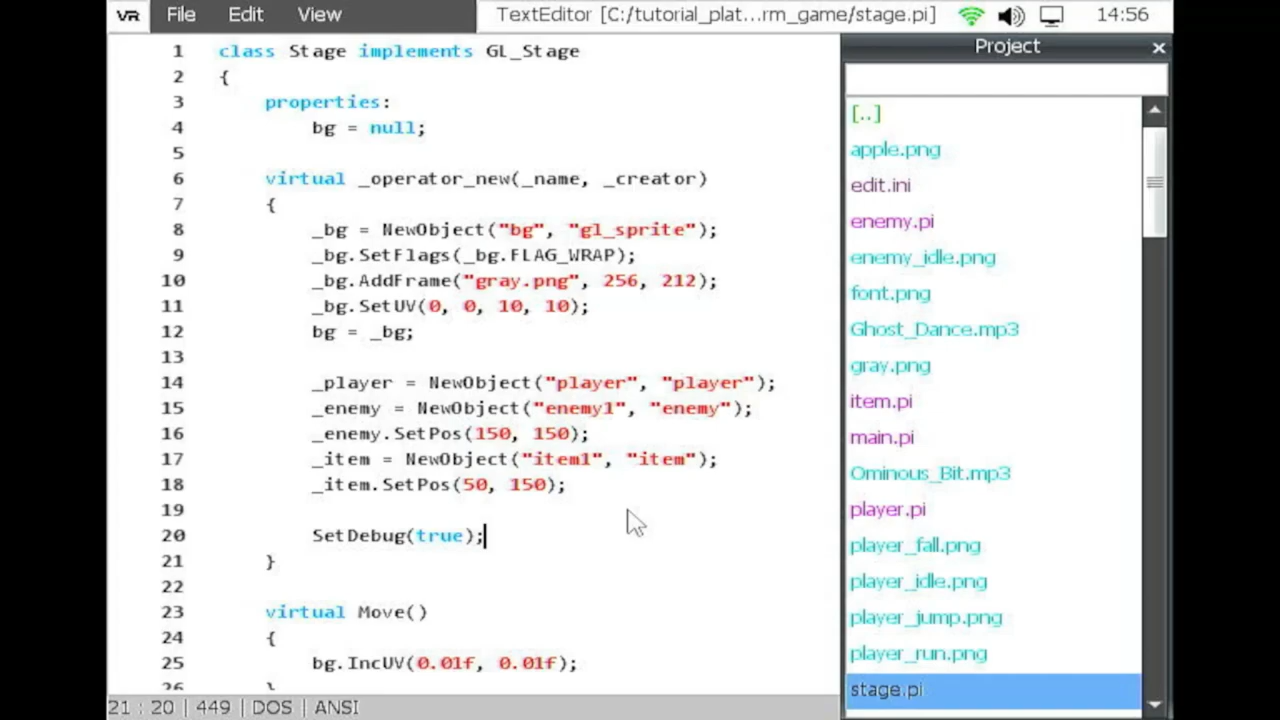 VR File Edit View TextEditor [C:/tutorial_plat...rm_game/stage.pi] 14:56
1 class Stage implements GL_Stage
2 {
3 properties:
4 bg = null;
5
6 virtual _operator_new(_name, _creator)
7 {
8 _bg = NewObject("bg", "gl_sprite");
9 _bg.SetFlags(_bg.FLAG_WRAP);
10 _bg.AddFrame("gray.png", 256, 212);
11 _bg.SetUV(0, 0, 10, 10);
12 bg = _bg;
13
14 _player = NewObject("player", "player");
15 _enemy = NewObject("enemy1", "enemy");
16 _enemy.SetPos(150, 150);
17 _item = NewObject("item1", "item");
18 _item.SetPos(50, 150);
19
20 SetDebug(true);
21 }
22
23 virtual Move()
24 {
25 bg.IncUV(0.01f, 0.01f);
26 }
21 : 20 | 449 | DOS | ANSI
Project
[..]
apple.png
edit.ini
enemy.pi
enemy_idle.png
font.png
Ghost_Dance.mp3
gray.png
item.pi
main.pi
Ominous_Bit.mp3
player.pi
player_fall.png
player_idle.png
player_jump.png
player_run.png
stage.pi